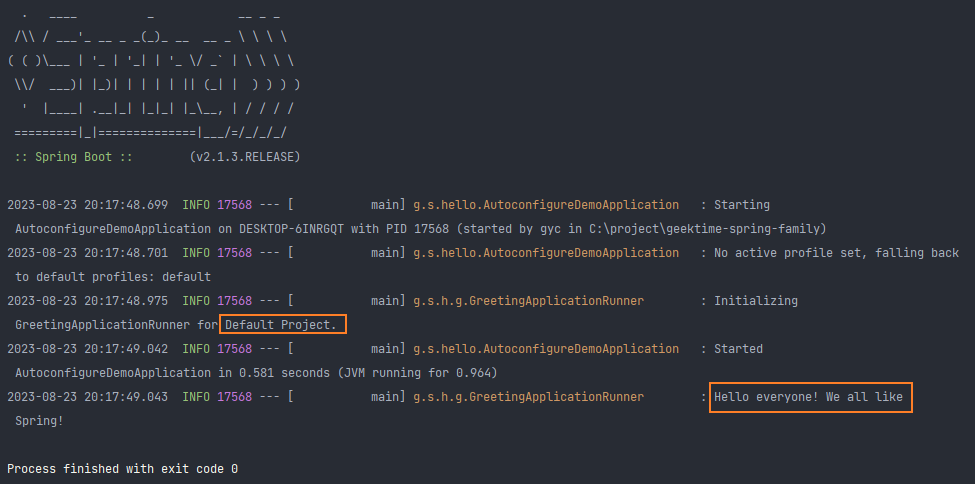 .   ____          _            __ _ _
 /\\ / ___'_ __ _ _(_)_ __  __ _ \ \ \ \
( ( )\___ | '_ | '_| | '_ \/ _` | \ \ \ \
 \\/  ___)| |_)| | | | | || (_| |  ) ) ) )
  '  |____| .__|_| |_|_| |_\__, | / / / /
 =========|_|==============|___/=/_/_/_/
 :: Spring Boot ::        (v2.1.3.RELEASE)
2023-08-23 20:17:48.699  INFO 17568 --- [           main] g.s.hello.AutoconfigureDemoApplication   : Starting
 AutoconfigureDemoApplication on DESKTOP-6INRGQT with PID 17568 (started by gyc in C:\project\geektime-spring-family)
2023-08-23 20:17:48.701  INFO 17568 --- [           main] g.s.hello.AutoconfigureDemoApplication   : No active profile set, falling back
 to default profiles: default
2023-08-23 20:17:48.975  INFO 17568 --- [           main] g.s.h.g.GreetingApplicationRunner        : Initializing
 GreetingApplicationRunner for Default Project.
2023-08-23 20:17:49.042  INFO 17568 --- [           main] g.s.hello.AutoconfigureDemoApplication   : Started
 AutoconfigureDemoApplication in 0.581 seconds (JVM running for 0.964)
2023-08-23 20:17:49.043  INFO 17568 --- [           main] g.s.h.g.GreetingApplicationRunner        : Hello everyone! We all like
 Spring!
Process finished with exit code 0